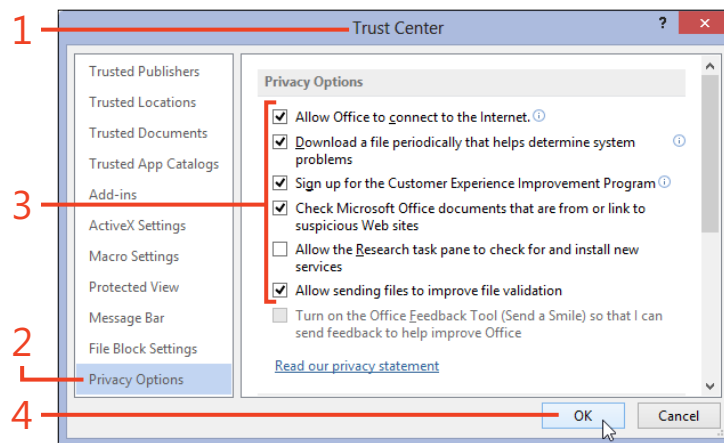 1
Trust Center
?
×
Trusted Publishers
Trusted Locations
Trusted Documents
Trusted App Catalogs
Add-ins
ActiveX Settings
Macro Settings
Protected View
Message Bar
File Block Settings
2
Privacy Options
Privacy Options
3
Allow Office to connect to the Internet.
Download a file periodically that helps determine system
problems
Sign up for the Customer Experience Improvement Program
Check Microsoft Office documents that are from or link to
suspicious Web sites
Allow the Research task pane to check for and install new
services
Allow sending files to improve file validation
Turn on the Office Feedback Tool (Send a Smile) so that I can
send feedback to help improve Office
Read our privacy statement
4
OK
Cancel